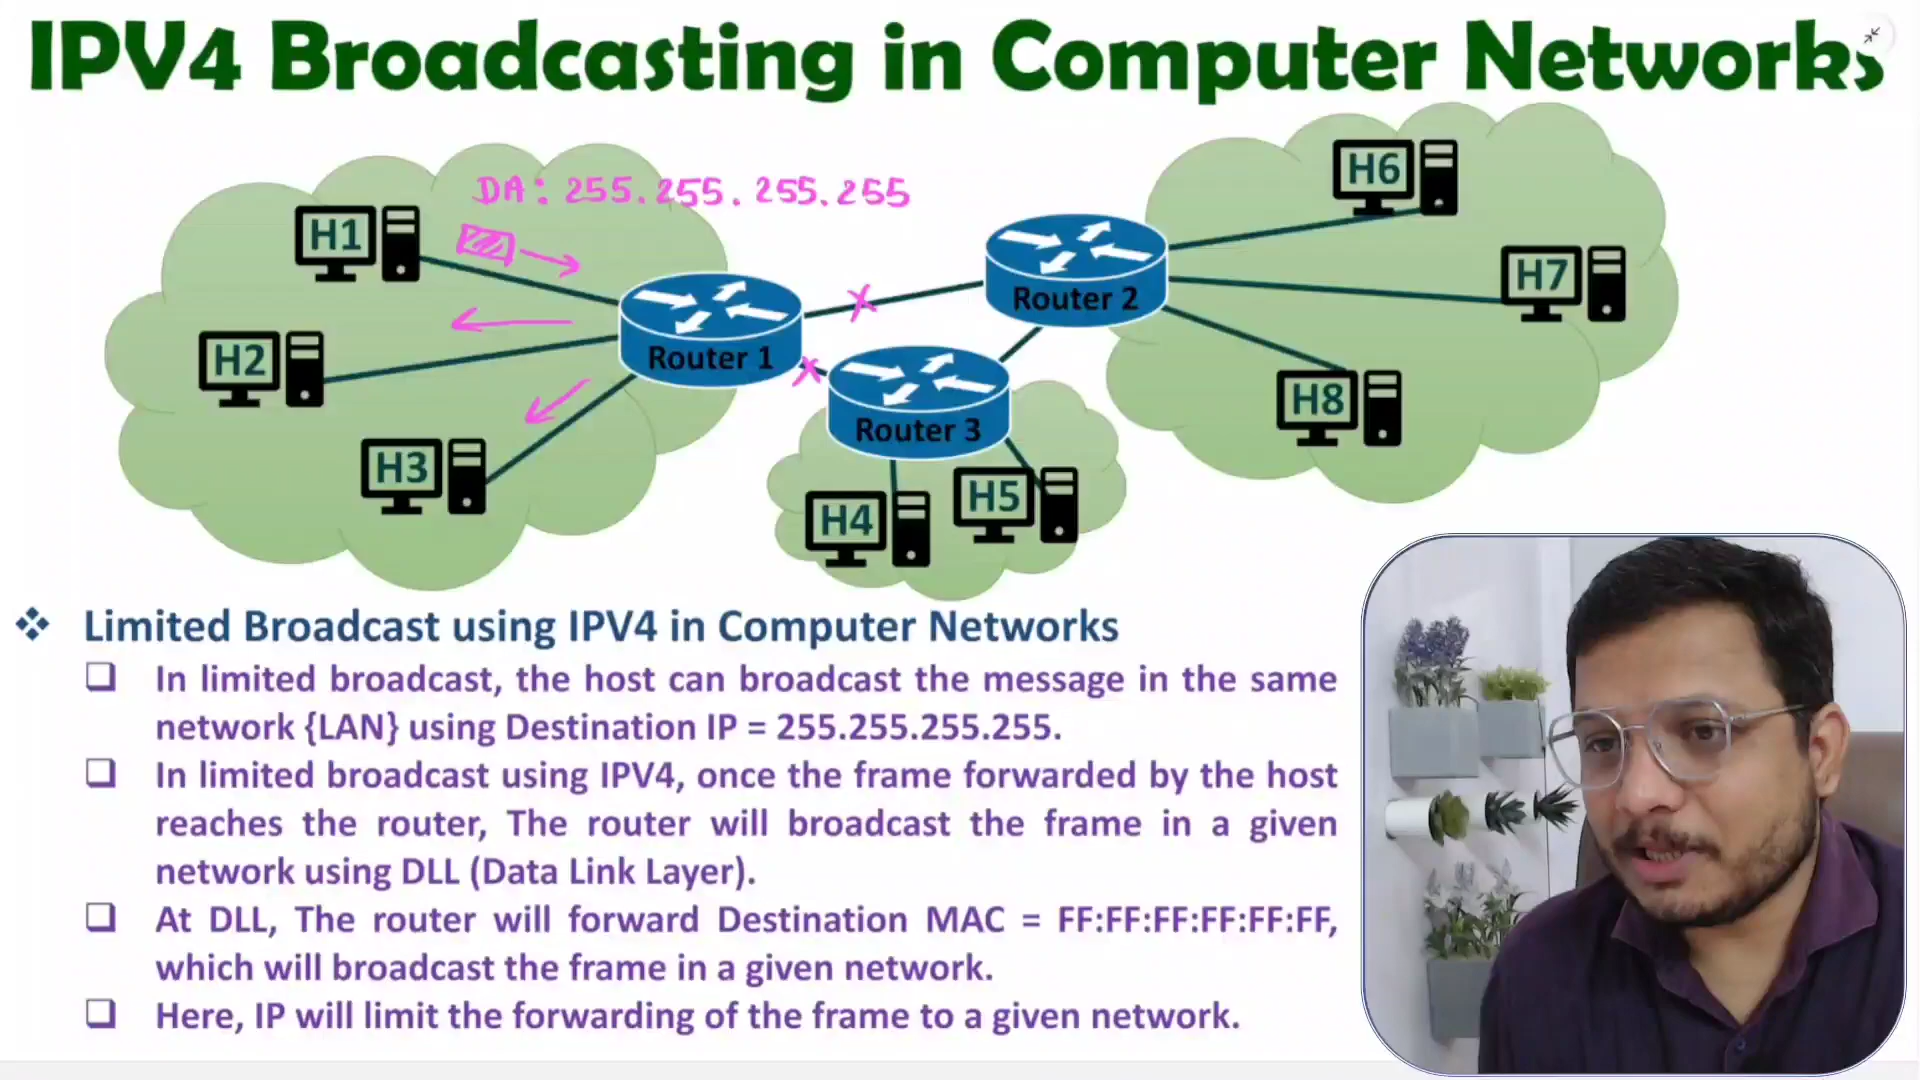 IPV4 Broadcasting in Computer Networks
DA: 255.255.255.255
H1
H2
H3
Router 1
Router 2
Router 3
H4
H5
H6
H7
H8
Limited Broadcast using IPV4 in Computer Networks
In limited broadcast, the host can broadcast the message in the same
network {LAN} using Destination IP = 255.255.255.255.
In limited broadcast using IPV4, once the frame forwarded by the host
reaches the router, The router will broadcast the frame in a given
network using DLL (Data Link Layer).
At DLL, The router will forward Destination MAC = FF:FF:FF:FF:FF:FF,
which will broadcast the frame in a given network.
Here, IP will limit the forwarding of the frame to a given network.